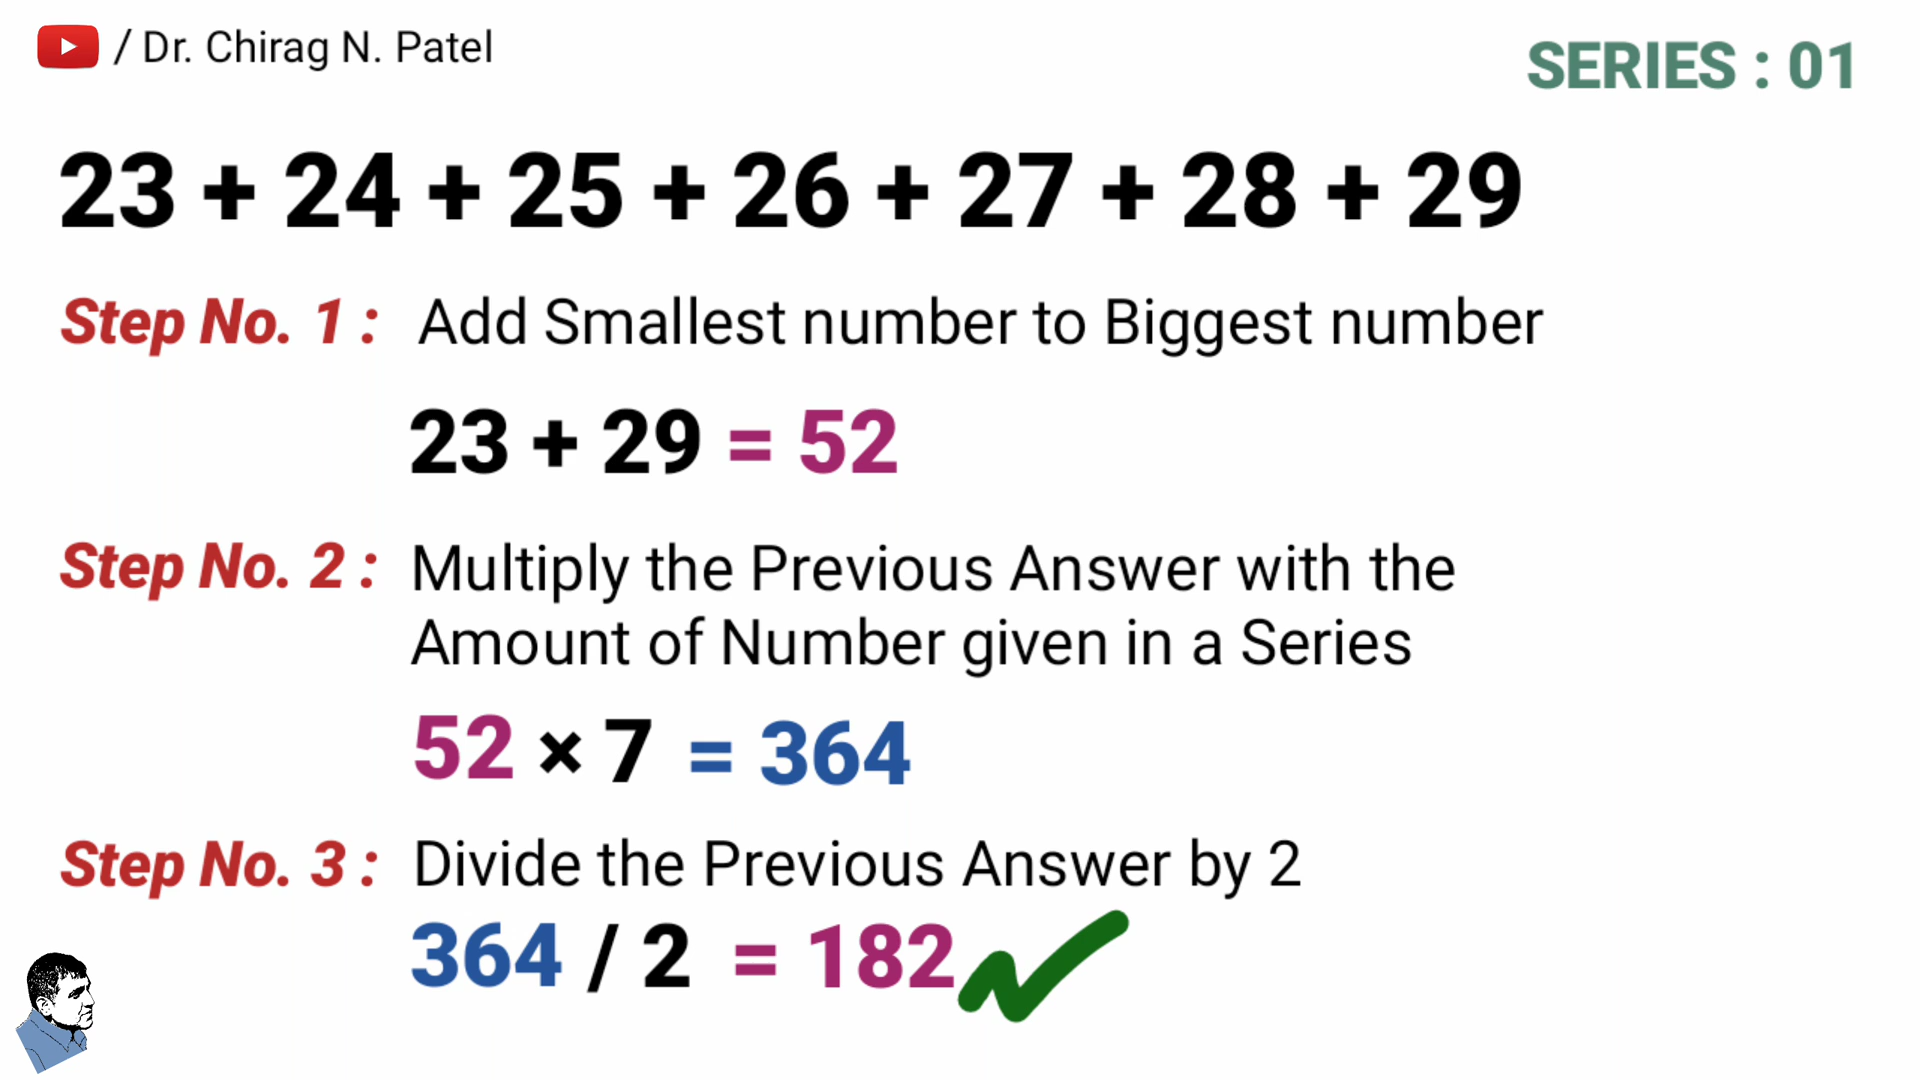 / Dr. Chirag N. Patel
SERIES : 01
23 + 24 + 25 + 26 + 27 + 28 + 29
Step No. 1 : Add Smallest number to Biggest number
23 + 29 = 52
Step No. 2 : Multiply the Previous Answer with the
Amount of Number given in a Series
52 × 7 = 364
Step No. 3 : Divide the Previous Answer by 2
364 / 2 = 182